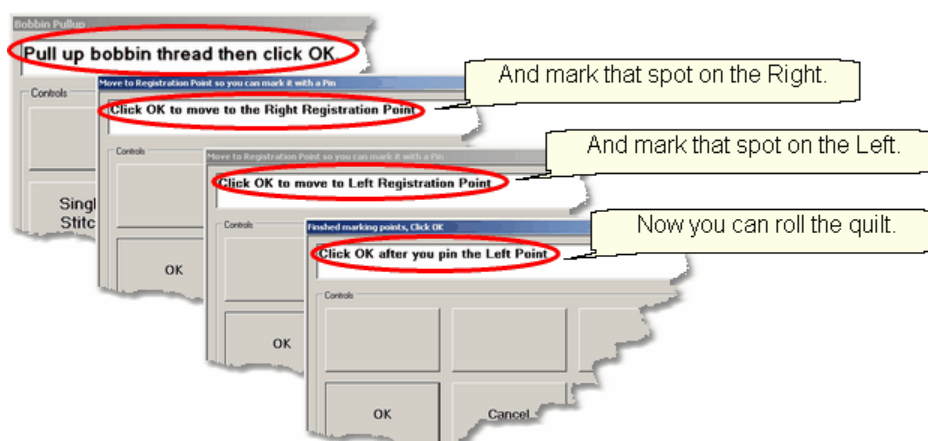 Bobbin Pullup
Pull up bobbin thread then click OK.
Controls
Singl
Stitc
Move to Registration Point so you can mark it with a Pin
Click OK to move to the Right Registration Point
Controls
OK
Move to Registration Point so you can mark it with a Pin
Click OK to move to Left Registration Point
Controls
OK
Finshed marking points, Click OK
Click OK after you pin the Left Point
Controls
OK
Cancel
And mark that spot on the Right.
And mark that spot on the Left.
Now you can roll the quilt.